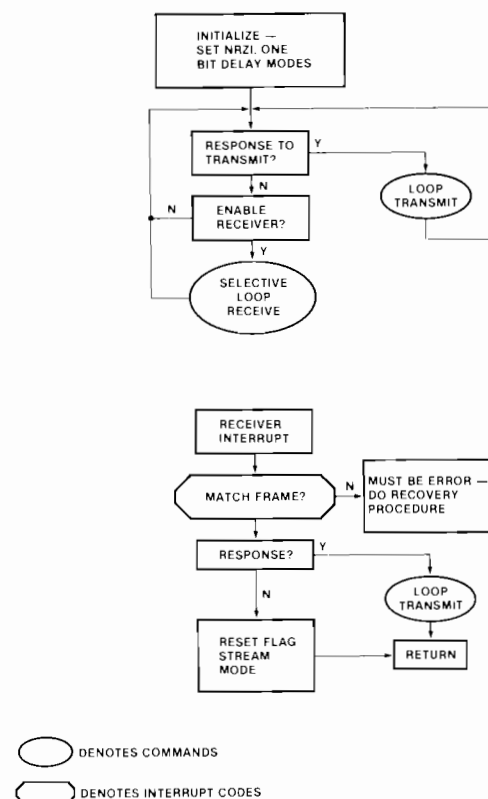 INITIALIZE —
SET NRZI, ONE
BIT DELAY MODES
RESPONSE TO
TRANSMIT?
Y
LOOP
TRANSMIT
N
ENABLE
RECEIVER?
N
Y
SELECTIVE
LOOP
RECEIVE
RECEIVER
INTERRUPT
MATCH FRAME?
N
MUST BE ERROR —
DO RECOVERY
PROCEDURE
RESPONSE?
Y
LOOP
TRANSMIT
N
RESET FLAG
STREAM
MODE
RETURN
DENOTES COMMANDS
DENOTES INTERRUPT CODES